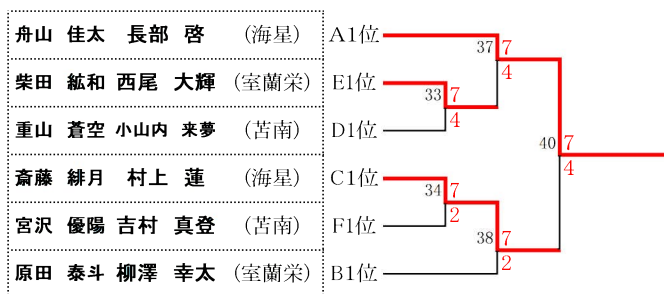 舟山 佳太 長部 啓 (海星) A1位
37 7
4
柴田 紘和 西尾 大輝 (室蘭栄) E1位
33 7
4
重山 蒼空 小山内 来夢 (苫南) D1位
40 7
4
斎藤 緋月 村上 蓮 (海星) C1位
34 7
2
宮沢 優陽 吉村 真登 (苫南) F1位
38 7
2
原田 泰斗 柳澤 幸太 (室蘭栄) B1位